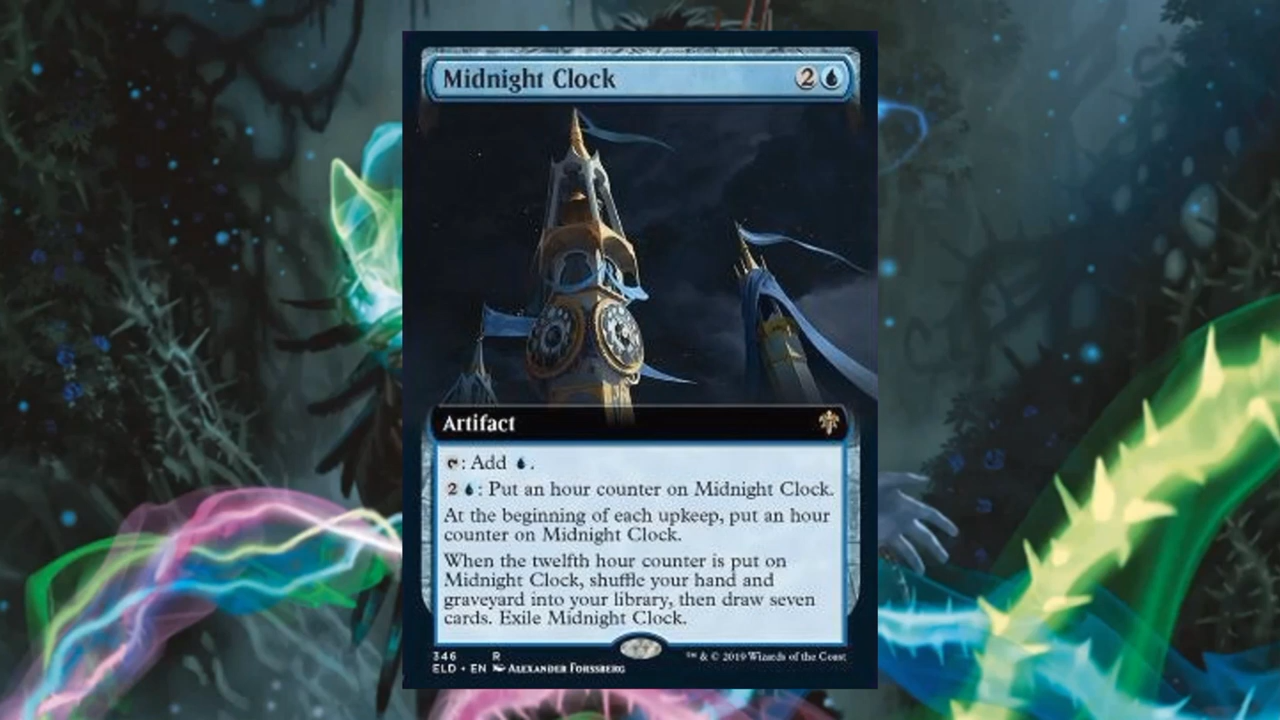 Midnight Clock 2
Artifact
: Add .
2 : Put an hour counter on Midnight Clock.
At the beginning of each upkeep, put an hour
counter on Midnight Clock.
When the twelfth hour counter is put on
Midnight Clock, shuffle your hand and
graveyard into your library, then draw seven
cards. Exile Midnight Clock.
346 R
ELD • EN ALEXANDER FORSSBERG
™ & © 2019 Wizards of the Coast